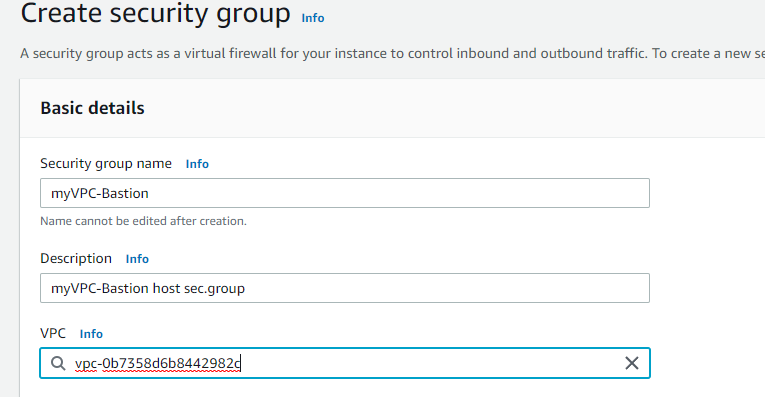 Create security group Info
A security group acts as a virtual firewall for your instance to control inbound and outbound traffic. To create a new se
Basic details
Security group name Info
myVPC-Bastion
Name cannot be edited after creation.
Description Info
myVPC-Bastion host sec.group
VPC Info
vpc-0b7358d6b8442982c